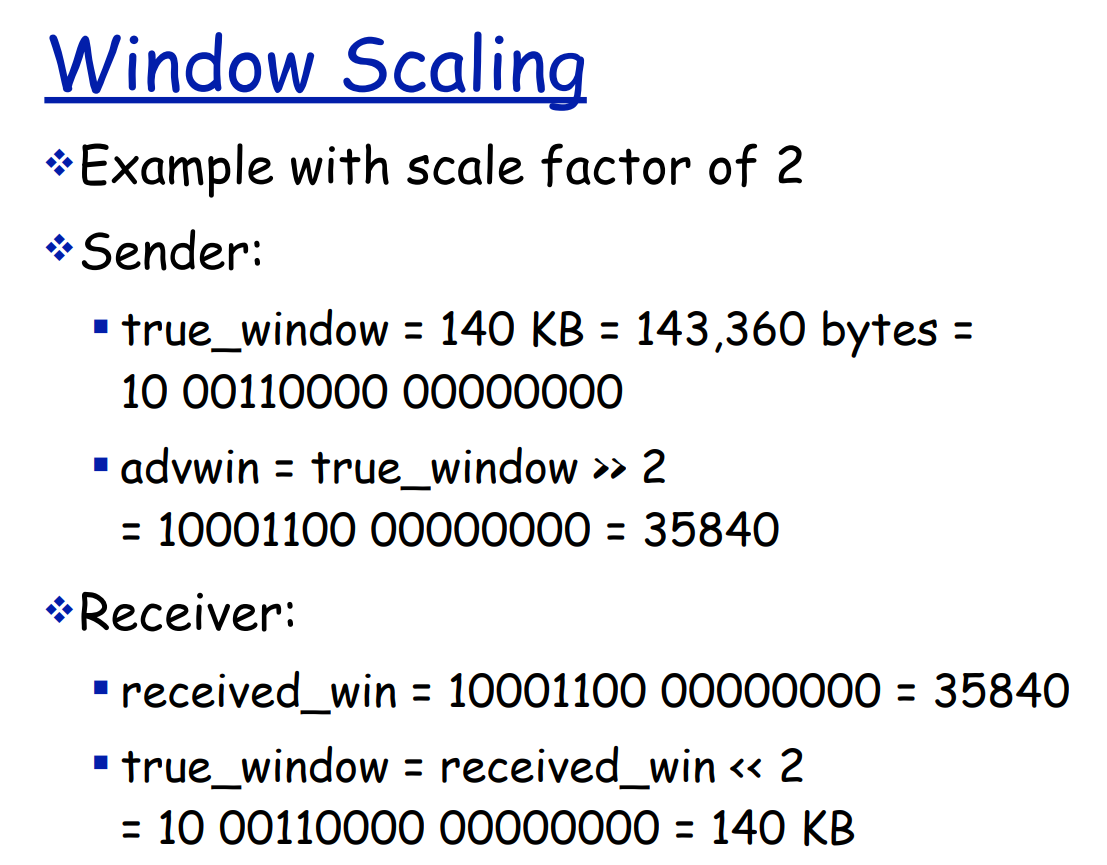 Window Scaling
Example with scale factor of 2
Sender:
true_window = 140 KB = 143,360 bytes =
10 00110000 00000000
advwin = true_window >> 2
= 10001100 00000000 = 35840
Receiver:
received_win = 10001100 00000000 = 35840
true_window = received_win << 2
= 10 00110000 00000000 = 140 KB